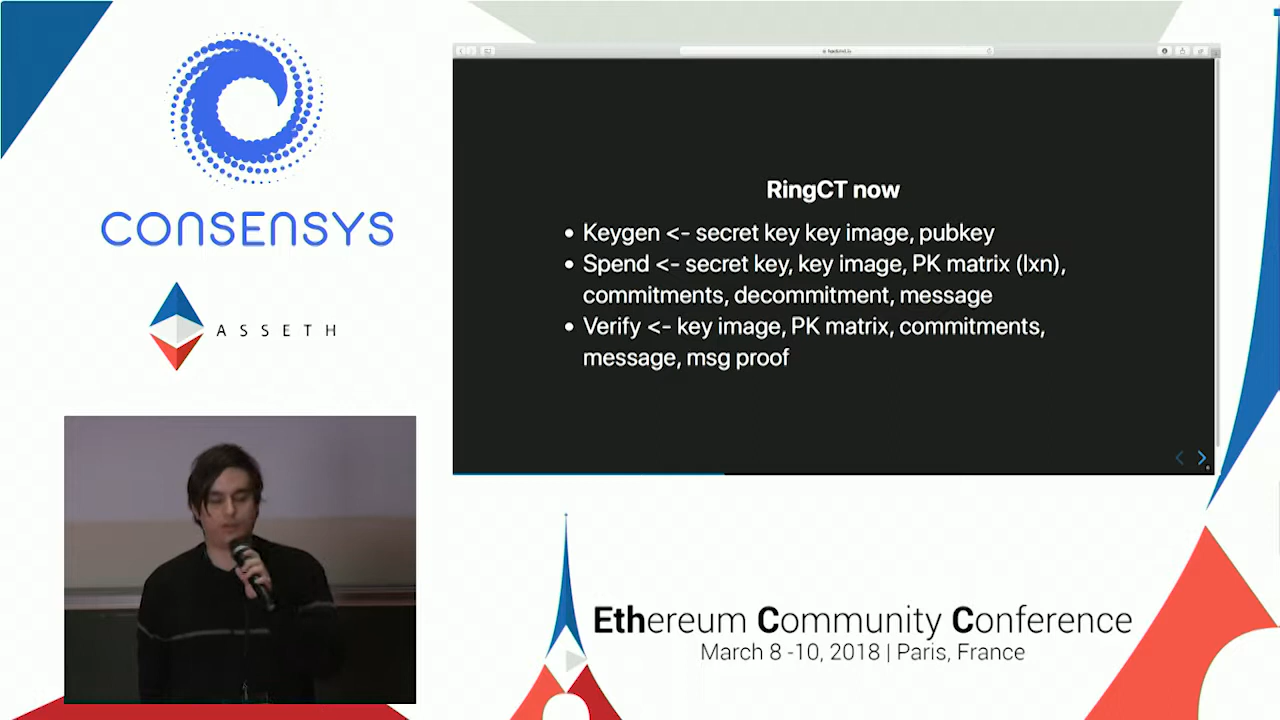 CONSENSYS
ASSETH
RingCT now
• Keygen <- secret key key image, pubkey
• Spend <- secret key, key image, PK matrix (lxn),
commitments, decommitment, message
• Verify <- key image, PK matrix, commitments,
message, msg proof
Ethereum Community Conference
March 8 -10, 2018 | Paris, France